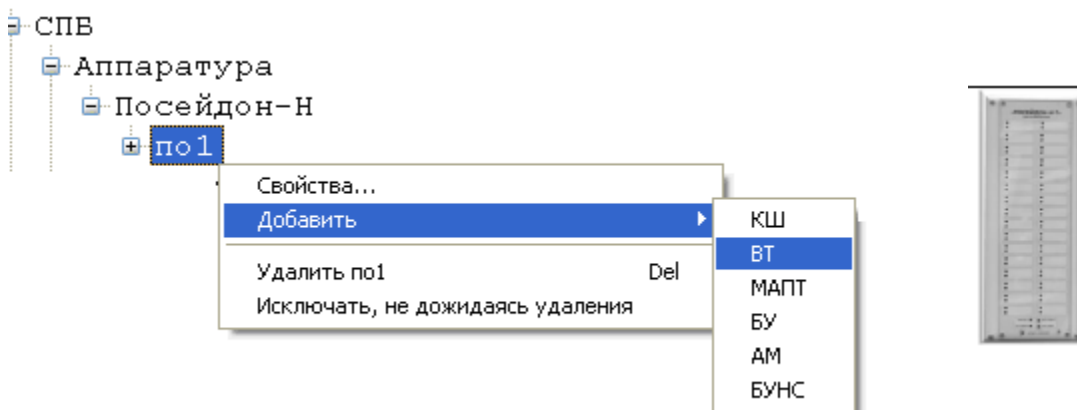 СПБ
Аппаратура
Посейдон-Н
по1
Свойства...
Добавить
Удалить по1 Del
Исключать, не дожидаясь удаления
КШ
ВТ
МАПТ
БУ
АМ
БУНС